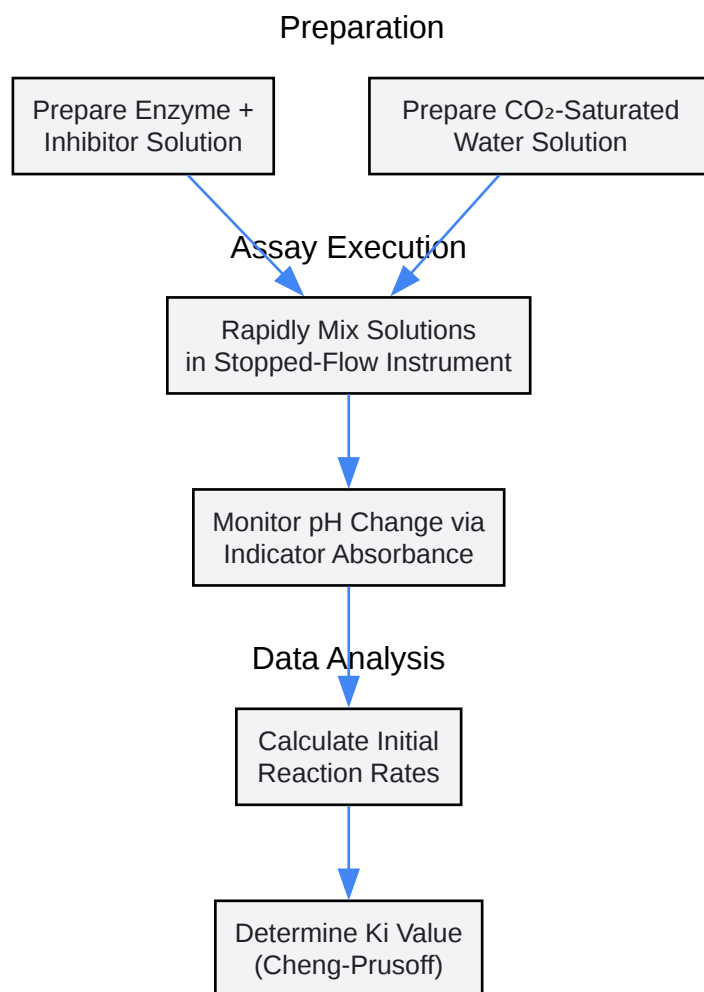 Preparation
Prepare Enzyme +
Inhibitor Solution
Prepare CO₂-Saturated
Water Solution
Assay Execution
Rapidly Mix Solutions
in Stopped-Flow Instrument
Monitor pH Change via
Indicator Absorbance
Data Analysis
Calculate Initial
Reaction Rates
Determine Ki Value
(Cheng-Prusoff)